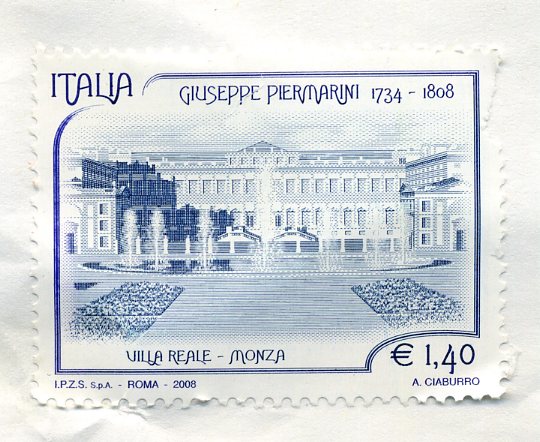 ITALIA
GIUSEPPE PIERMARINI 1734 - 1808
VILLA REALE - MONZA
€ 1,40
I.P.Z.S. S.p.A. - ROMA - 2008
A. CIABURRO